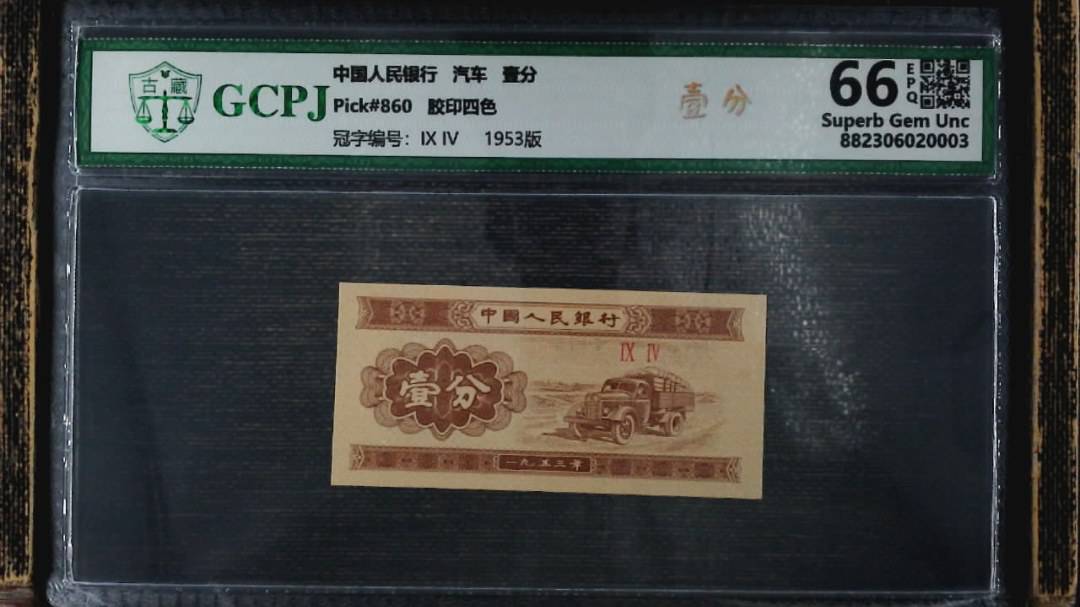 古藏
GCPJ
中国人民银行 汽车 壹分
Pick#860 胶印四色
冠字编号：IX IV 1953版
壹分
66 EPQ
Superb Gem Unc
882306020003
中國人民銀行
IX IV
壹分
一九五三年